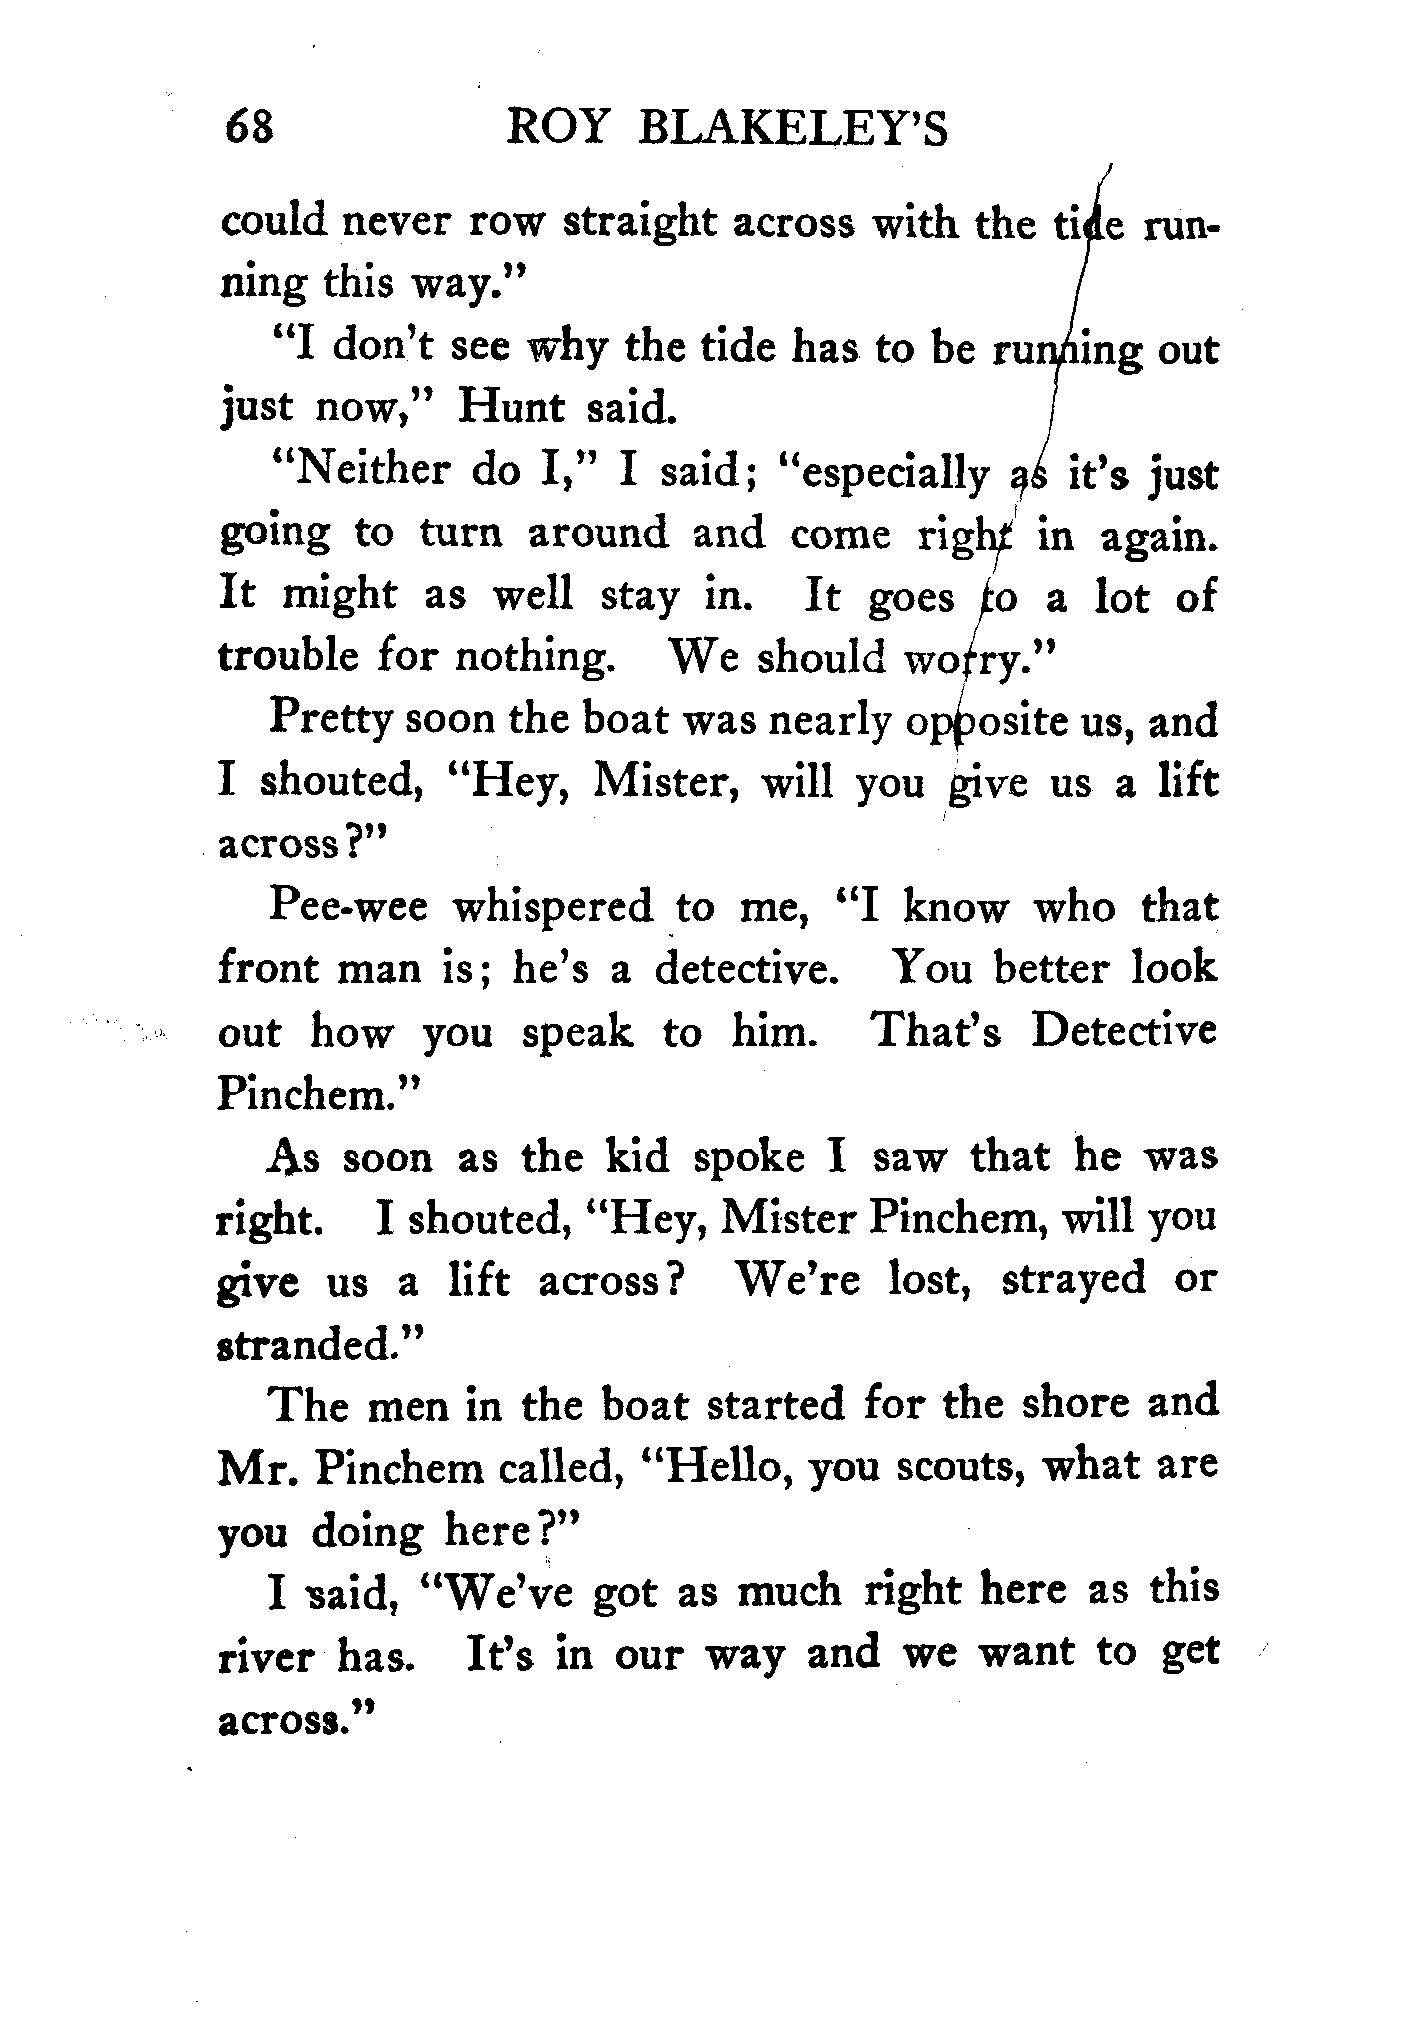 68 ROY BLAKELEY'S
could never row straight across with the tide run-
ning this way."
"I don't see why the tide has to be running out
just now," Hunt said.
"Neither do I," I said; "especially as it's just
going to turn around and come right in again.
It might as well stay in. It goes to a lot of
trouble for nothing. We should worry."
Pretty soon the boat was nearly opposite us, and
I shouted, "Hey, Mister, will you give us a lift
across?"
Pee-wee whispered to me, "I know who that
front man is; he's a detective. You better look
out how you speak to him. That's Detective
Pinchem."
As soon as the kid spoke I saw that he was
right. I shouted, "Hey, Mister Pinchem, will you
give us a lift across? We're lost, strayed or
stranded."
The men in the boat started for the shore and
Mr. Pinchem called, "Hello, you scouts, what are
you doing here?"
I said, "We've got as much right here as this
river has. It's in our way and we want to get
across."